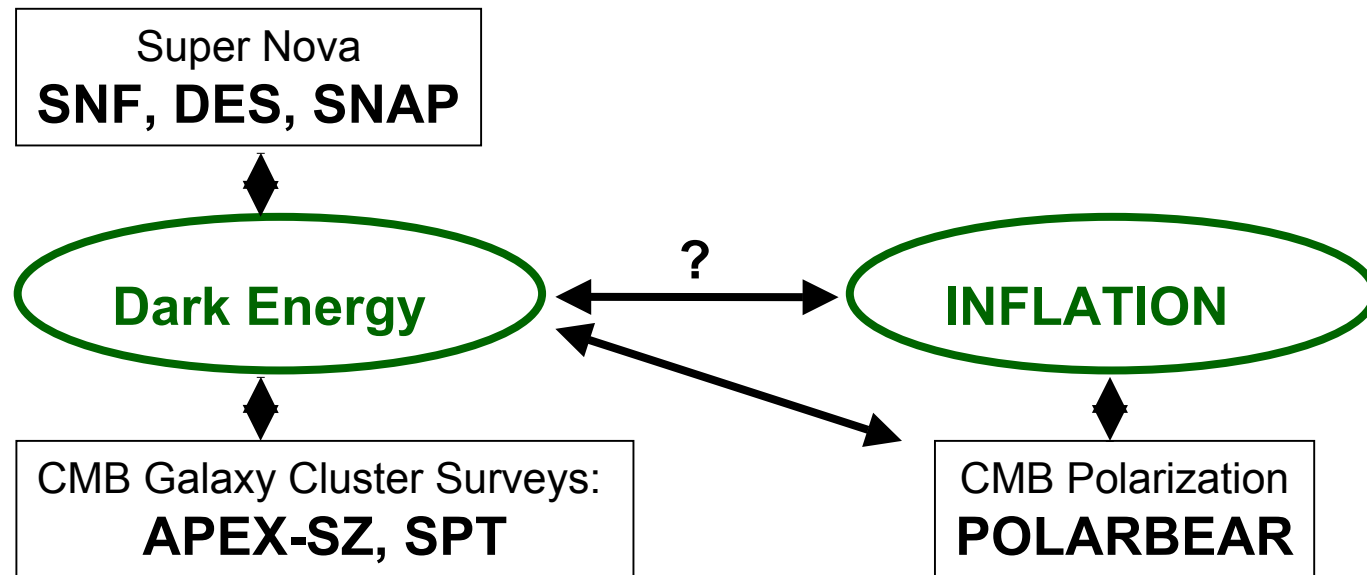 Super Nova
SNF, DES, SNAP
?
Dark Energy
INFLATION
CMB Galaxy Cluster Surveys:
APEX-SZ, SPT
CMB Polarization
POLARBEAR